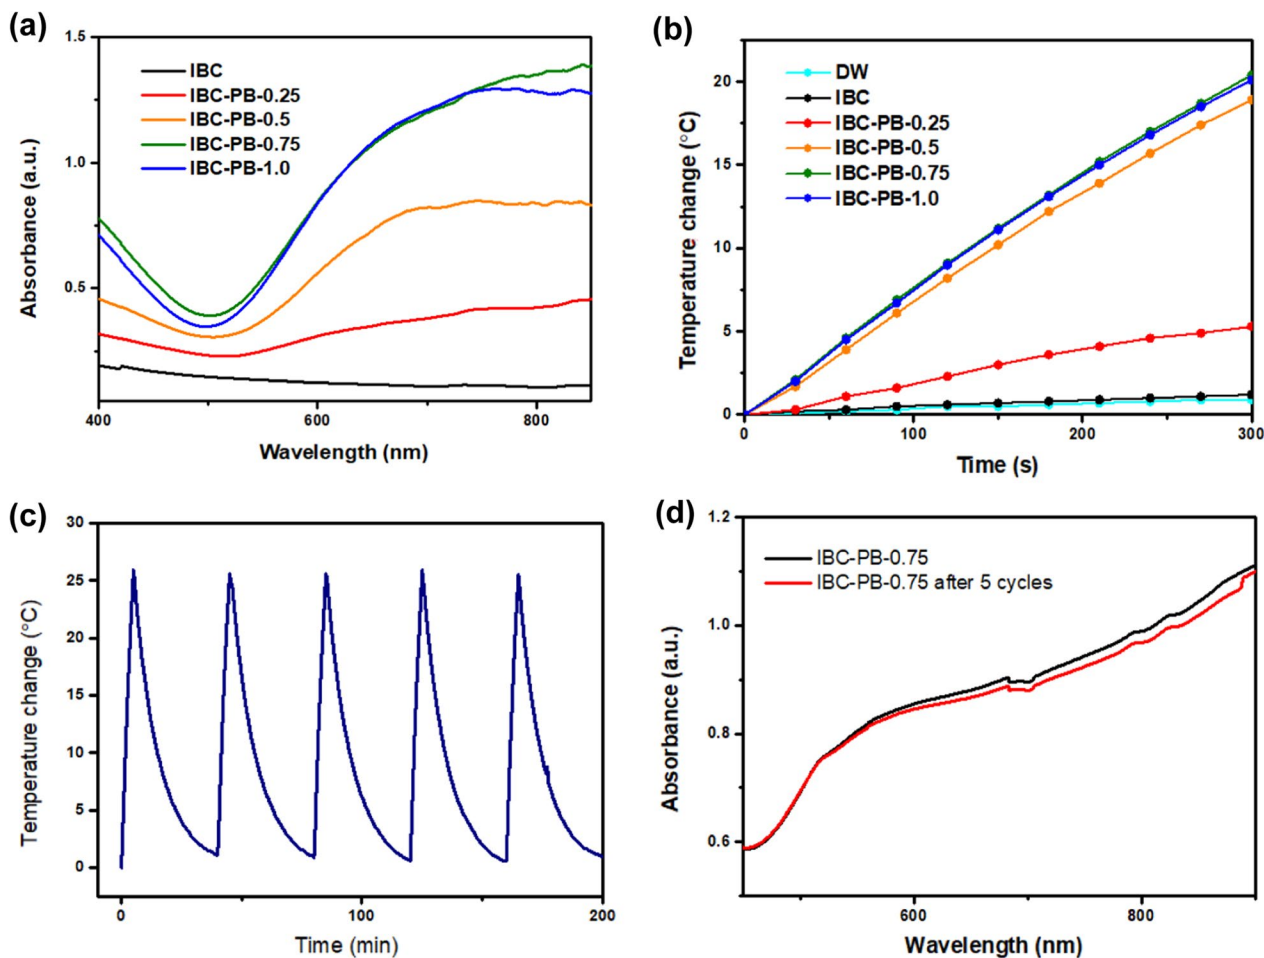 (a)
1.5
1.0
0.5
Absorbance (a.u.)
IBC
IBC-PB-0.25
IBC-PB-0.5
IBC-PB-0.75
IBC-PB-1.0
400
600
800
Wavelength (nm)
(b)
20
15
10
5
0
Temperature change (°C)
DW
IBC
IBC-PB-0.25
IBC-PB-0.5
IBC-PB-0.75
IBC-PB-1.0
0
100
200
300
Time (s)
(c)
30
25
20
15
10
5
0
Temperature change (°C)
0
100
200
Time (min)
(d)
1.2
1.0
0.8
0.6
Absorbance (a.u.)
IBC-PB-0.75
IBC-PB-0.75 after 5 cycles
600
800
Wavelength (nm)